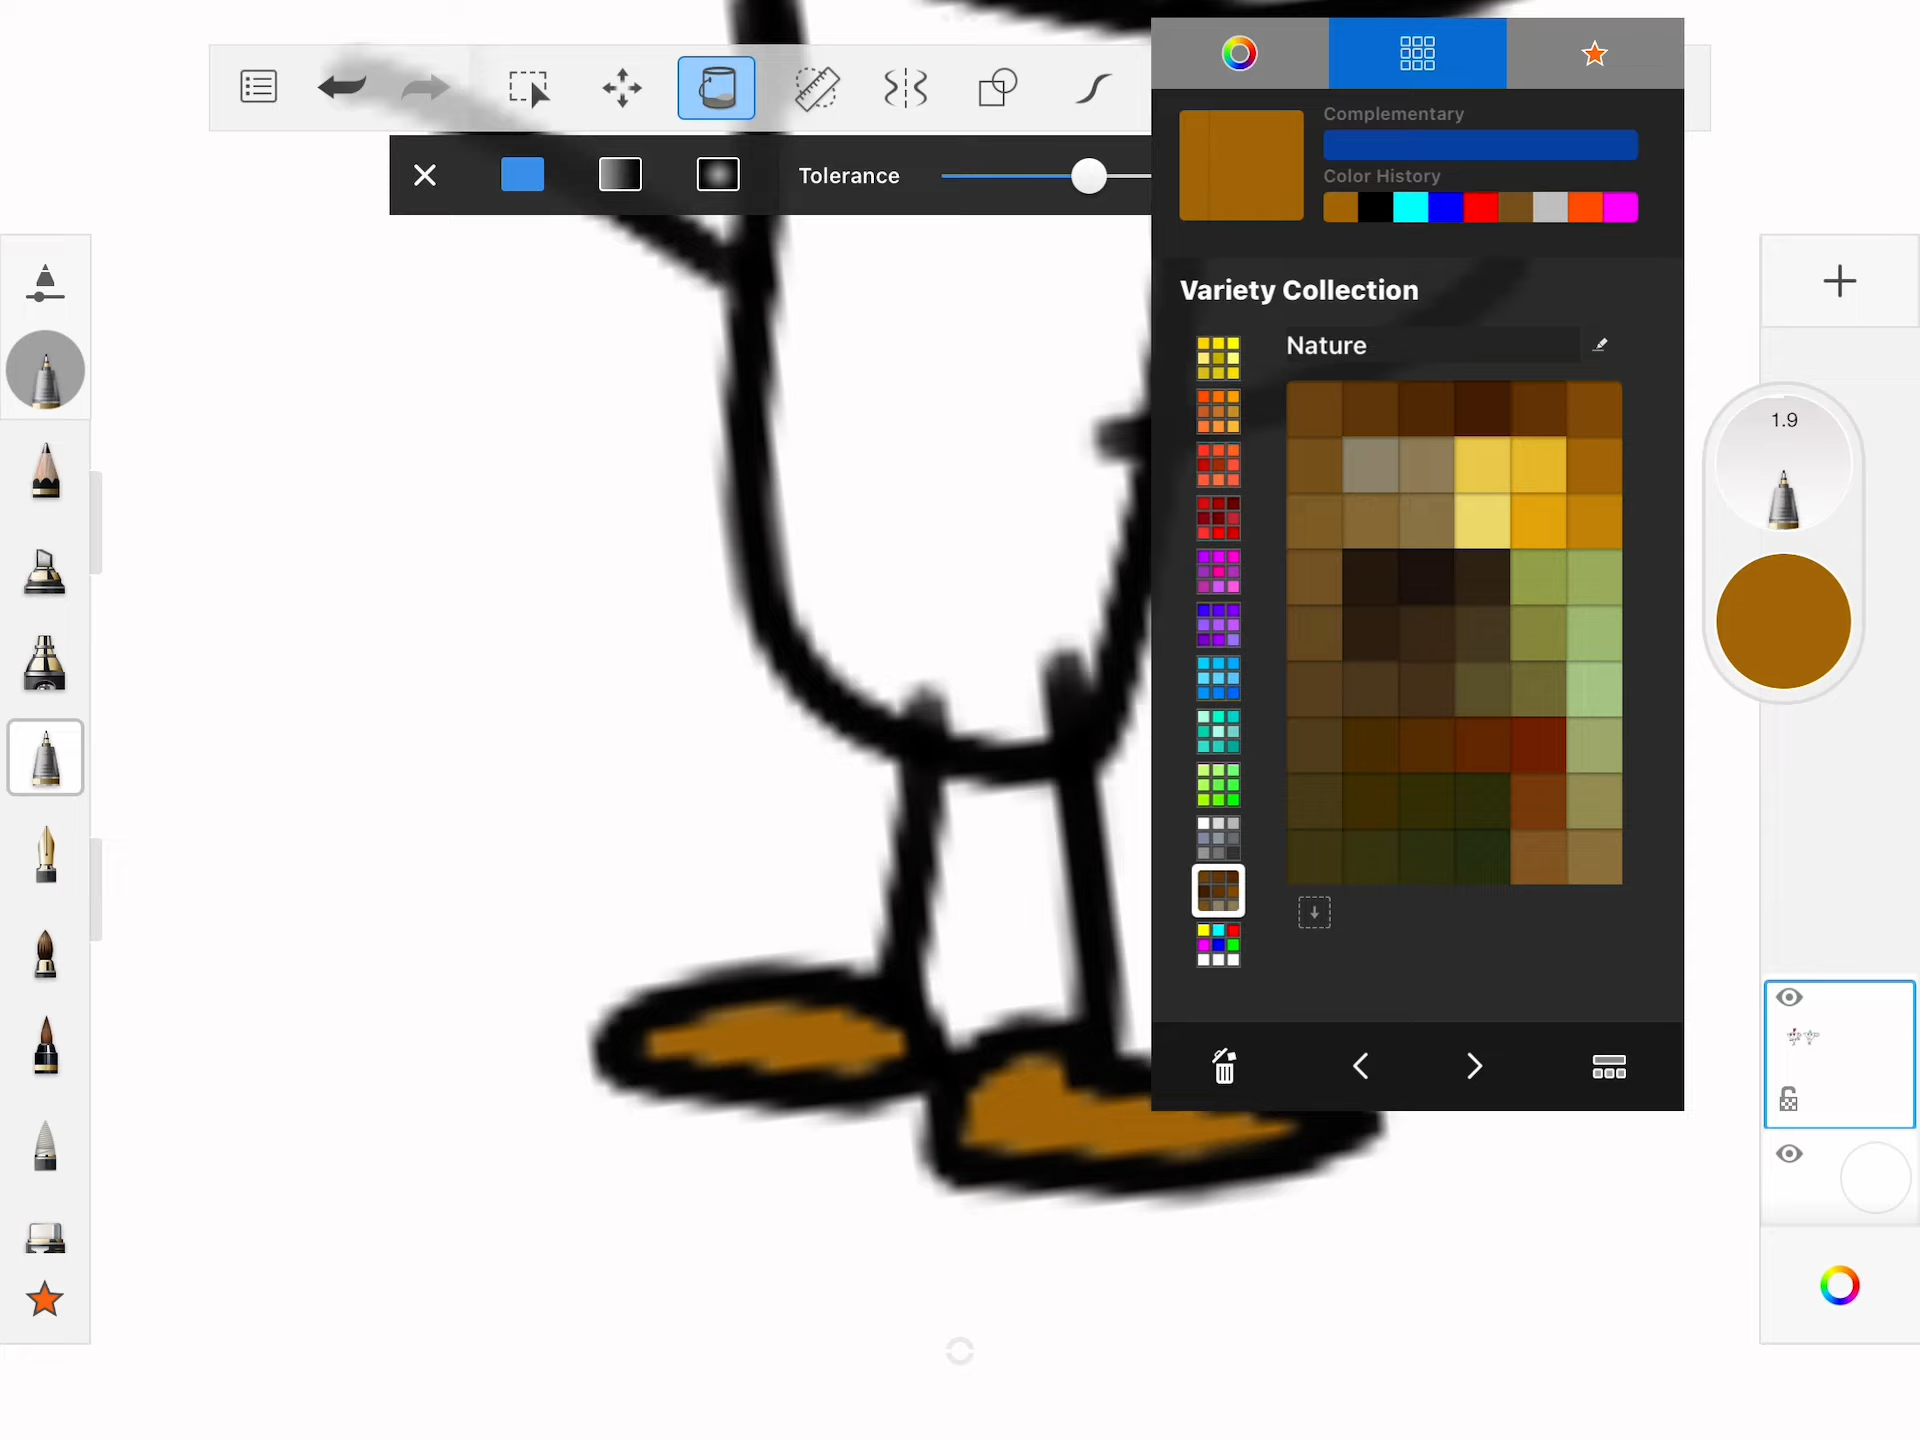 Complementary
Color History
Tolerance
Variety Collection
Nature
1.9